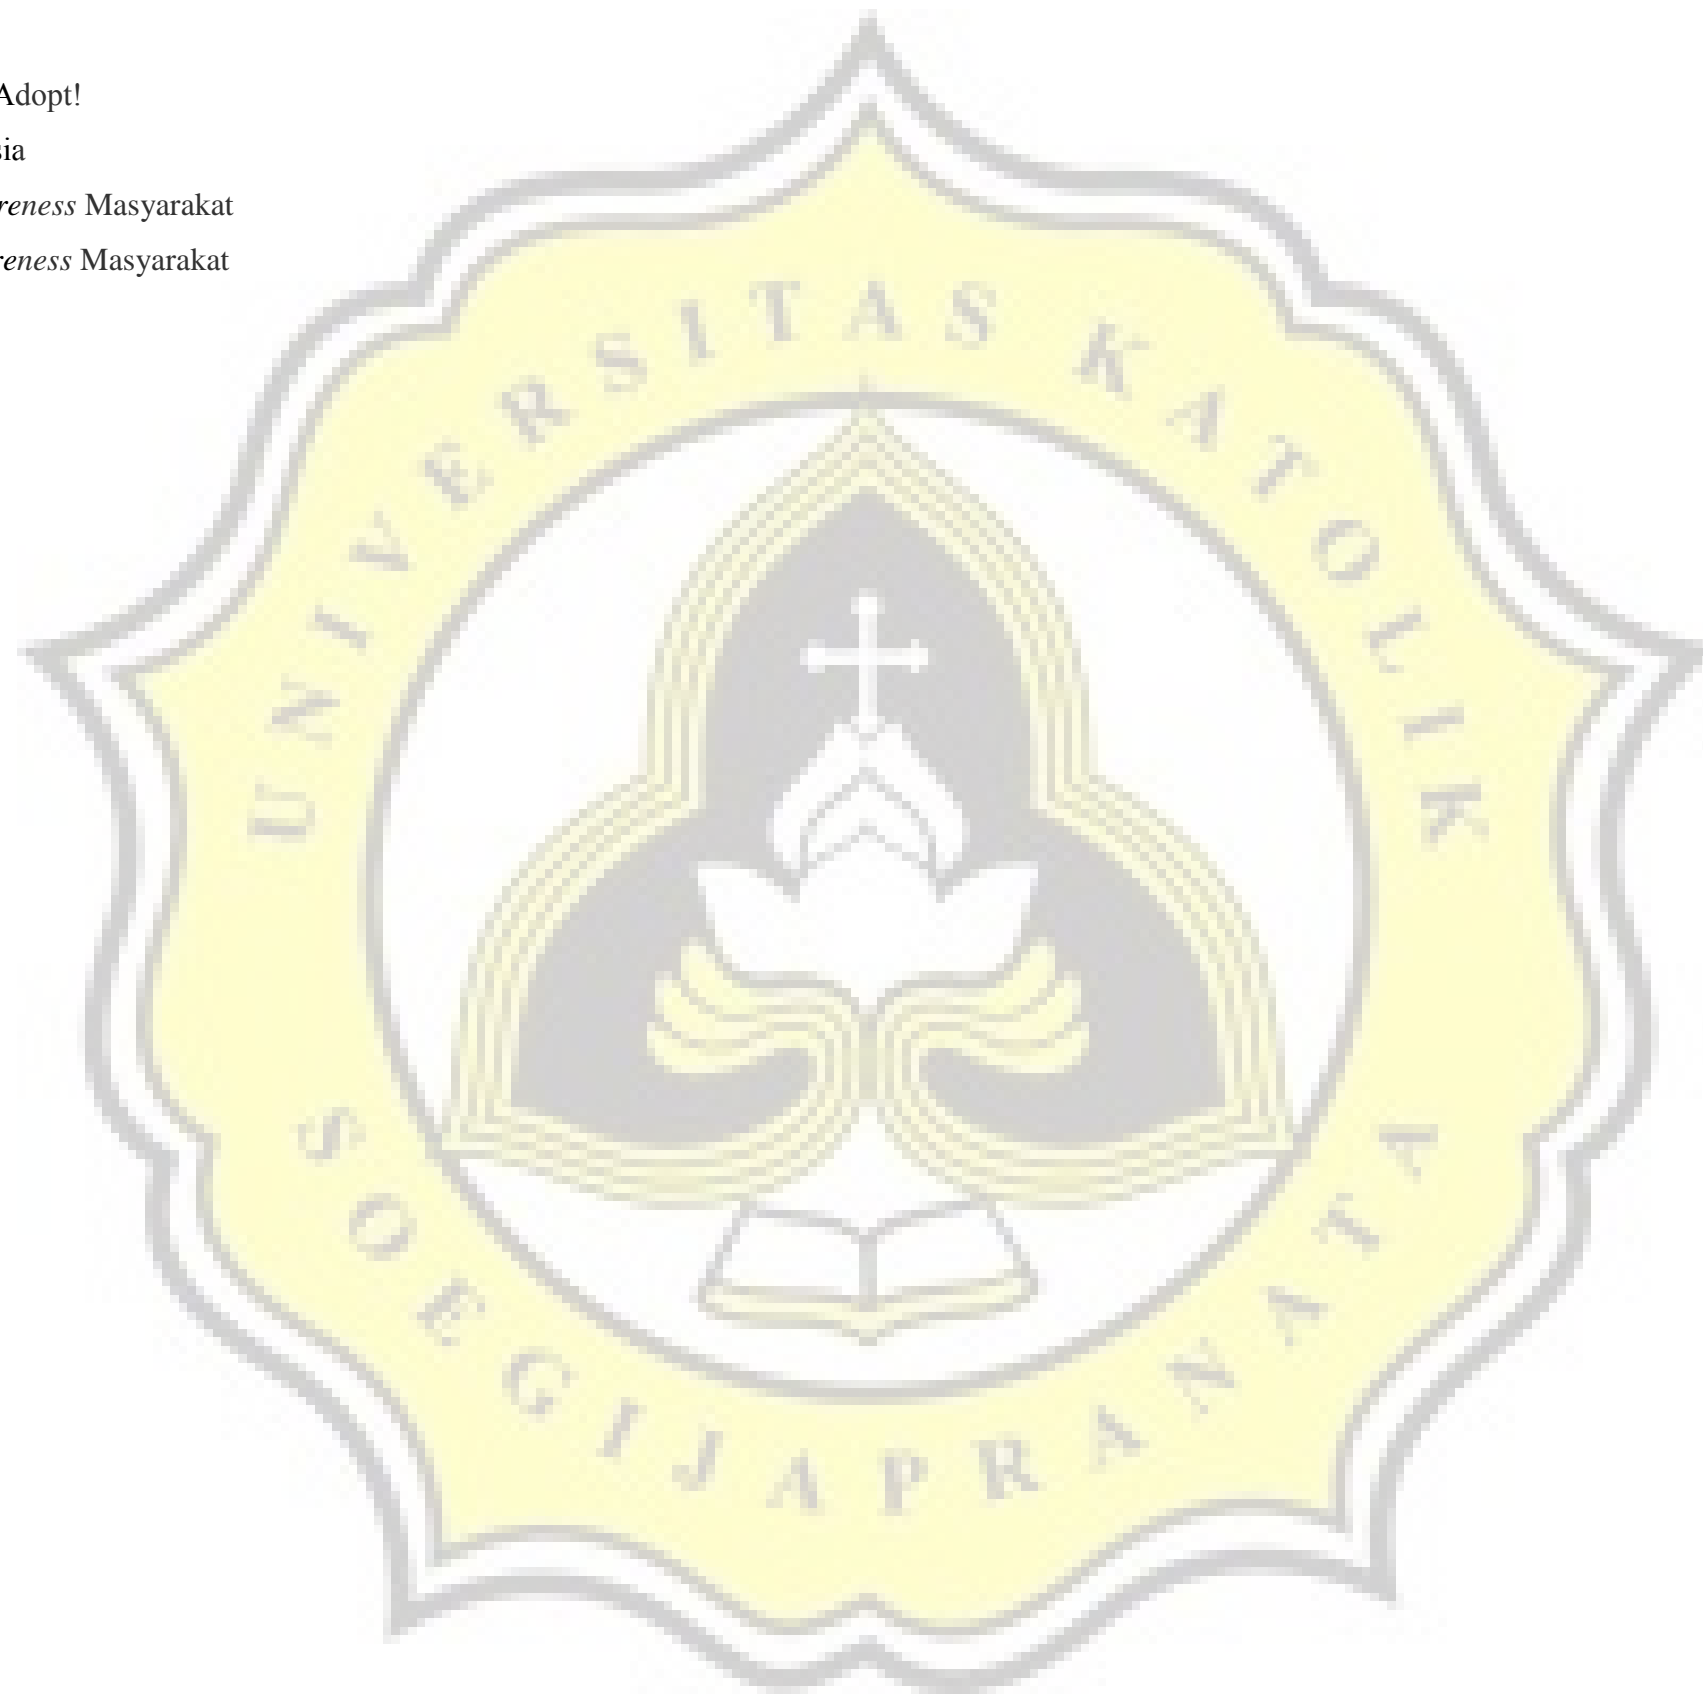 Adopt!
sia
reness Masyarakat
reness Masyarakat
UNIVERSITAS KATOLIK
SOEGIJAPRANATA